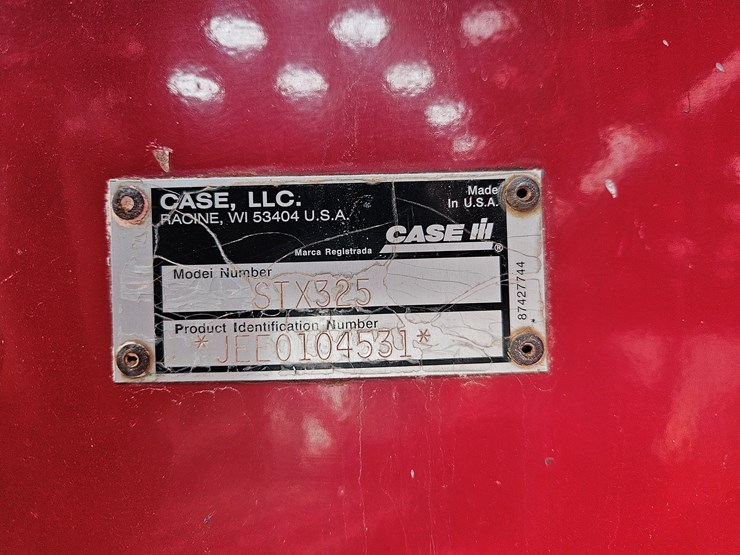 CASE, LLC.
RACINE, WI 53404 U.S.A.
Made
In U.S.A.
Marca Registrada
CASE IH
®
Model Number
STX325
Product Identification Number
*JEE0104531*
87427744